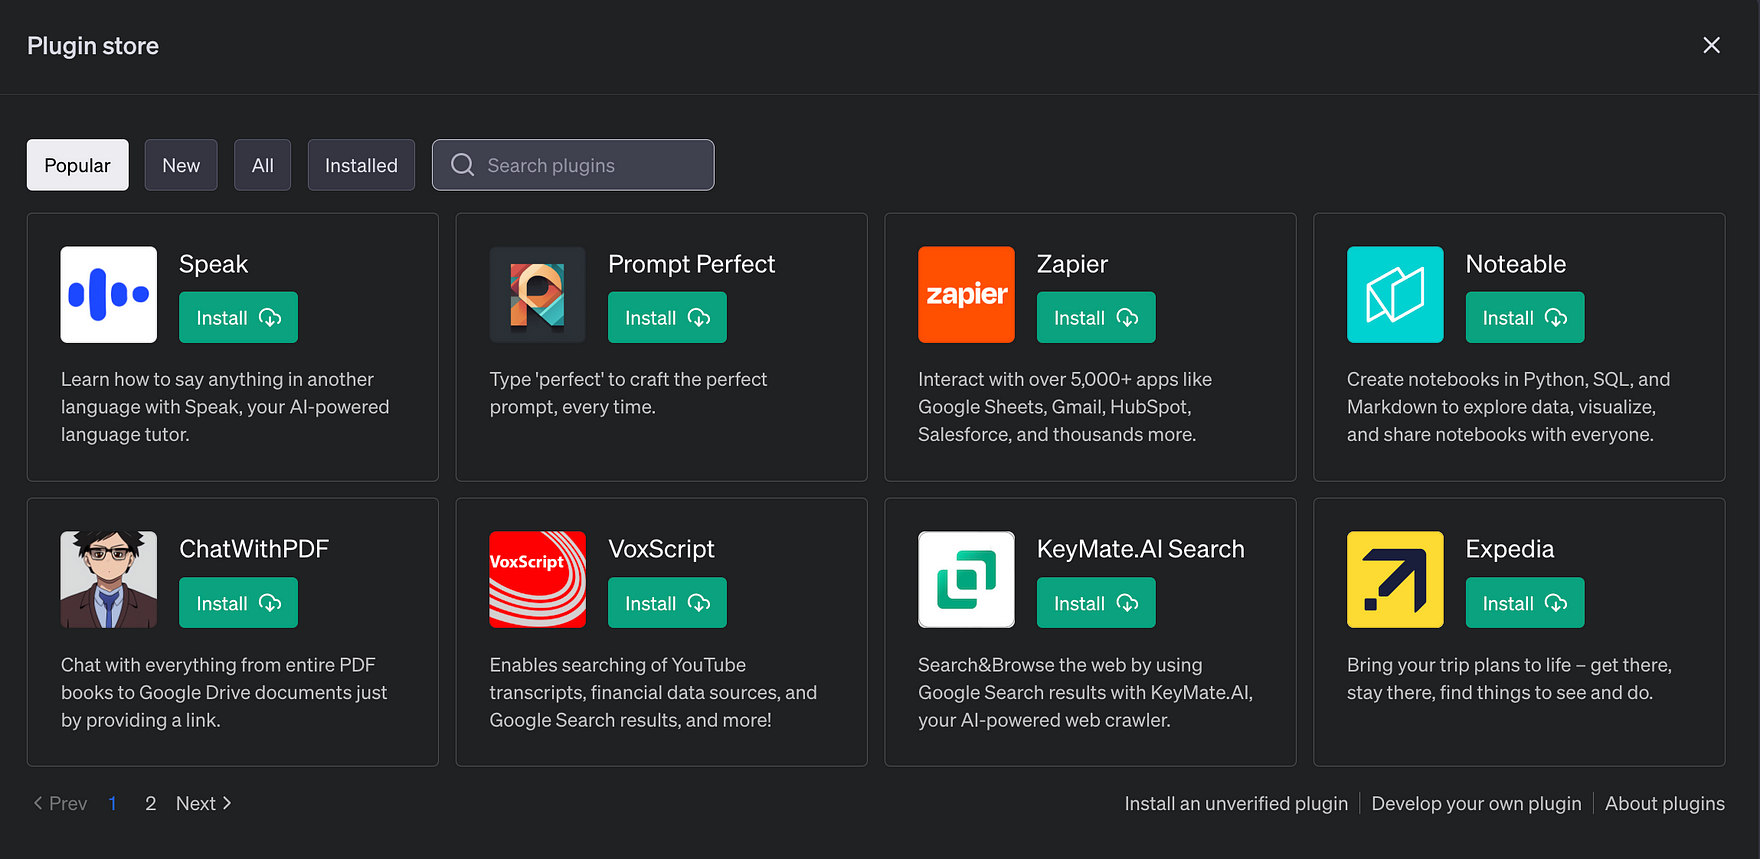 Plugin store
Popular
New
All
Installed
Search plugins
Speak
Install
Learn how to say anything in another
language with Speak, your AI-powered
language tutor.
Prompt Perfect
Install
Type 'perfect' to craft the perfect
prompt, every time.
zapier
Zapier
Install
Interact with over 5,000+ apps like
Google Sheets, Gmail, HubSpot,
Salesforce, and thousands more.
Noteable
Install
Create notebooks in Python, SQL, and
Markdown to explore data, visualize,
and share notebooks with everyone.
ChatWithPDF
Install
Chat with everything from entire PDF
books to Google Drive documents just
by providing a link.
VoxScript
VoxScript
Install
Enables searching of YouTube
transcripts, financial data sources, and
Google Search results, and more!
KeyMate.AI Search
Install
Search&Browse the web by using
Google Search results with KeyMate.AI,
your AI-powered web crawler.
Expedia
Install
Bring your trip plans to life – get there,
stay there, find things to see and do.
Prev 1 2 Next
Install an unverified plugin
Develop your own plugin
About plugins